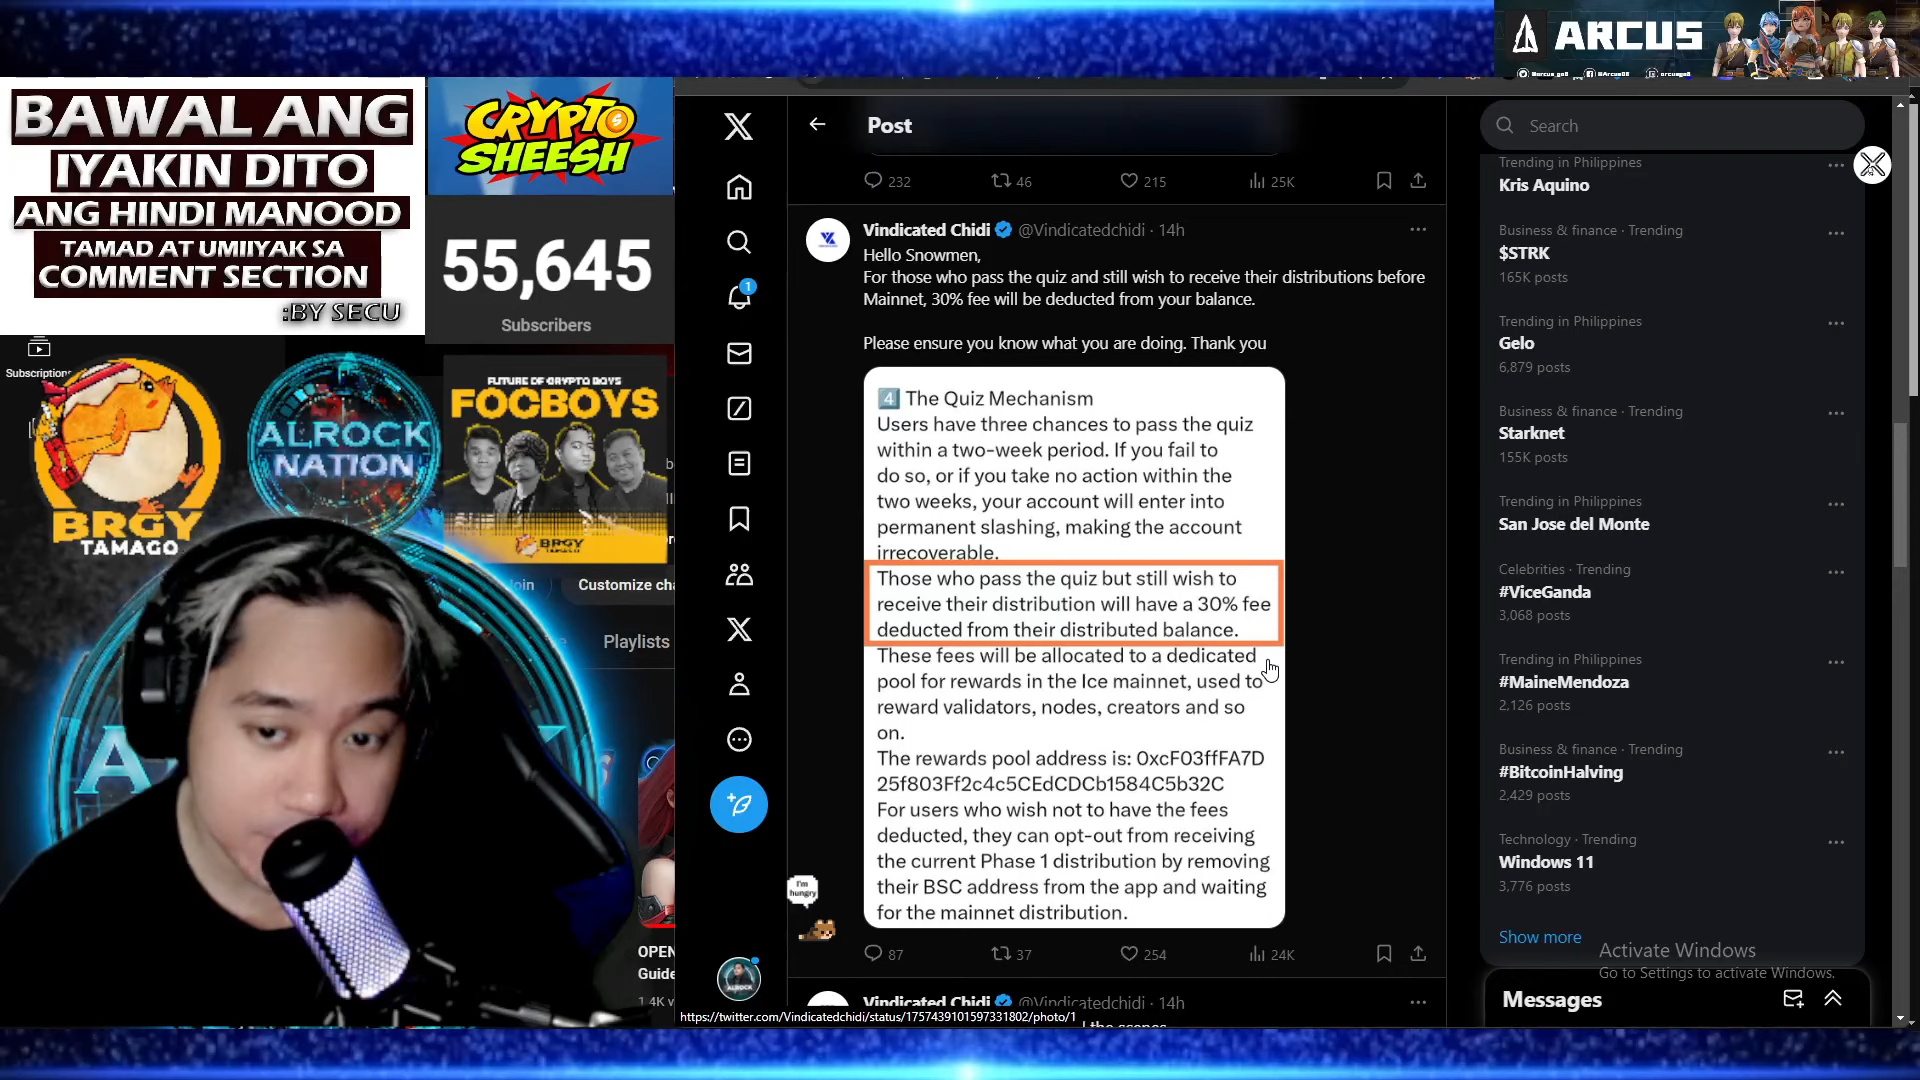 ARCUS
BAWAL ANG
IYAKIN DITO
ANG HINDI MANOOD
TAMAD AT UMIIYAK SA
COMMENT SECTION
:BY SECU
CRYPTO
SHEESH
55,645
Subscribers
Subscriptions
BRGY
TAMAGO
ALROCK
NATION
FUTURE OF CRYPTO BOYS
FOCBOYS
BRGY
Join
Customize cha
Playlists
OPEN
Guide
1.4K v
Post
232
46
215
25K
Vindicated Chidi @Vindicatedchidi · 14h
Hello Snowmen,
For those who pass the quiz and still wish to receive their distributions before
Mainnet, 30% fee will be deducted from your balance.
Please ensure you know what you are doing. Thank you
4 The Quiz Mechanism
Users have three chances to pass the quiz
within a two-week period. If you fail to
do so, or if you take no action within the
two weeks, your account will enter into
permanent slashing, making the account
irrecoverable.
Those who pass the quiz but still wish to
receive their distribution will have a 30% fee
deducted from their distributed balance.
These fees will be allocated to a dedicated
pool for rewards in the Ice mainnet, used to
reward validators, nodes, creators and so
on.
The rewards pool address is: 0xcF03ffFA7D
25f803Ff2c4c5CEdCDCb1584C5b32C
For users who wish not to have the fees
deducted, they can opt-out from receiving
the current Phase 1 distribution by removing
their BSC address from the app and waiting
for the mainnet distribution.
I'm
hungry
1
87
37
254
24K
Vindicated Chidi @Vindicatedchidi · 14h
the scenes
https://twitter.com/Vindicatedchidi/status/1757439101597331802/photo/1
Search
Trending in Philippines
Kris Aquino
Business & finance · Trending
$STRK
165K posts
Trending in Philippines
Gelo
6,879 posts
Business & finance · Trending
Starknet
155K posts
Trending in Philippines
San Jose del Monte
Celebrities · Trending
#ViceGanda
3,068 posts
Trending in Philippines
#MaineMendoza
2,126 posts
Business & finance · Trending
#BitcoinHalving
2,429 posts
Technology · Trending
Windows 11
3,776 posts
Show more
Activate Windows
Go to Settings to activate Windows.
Messages